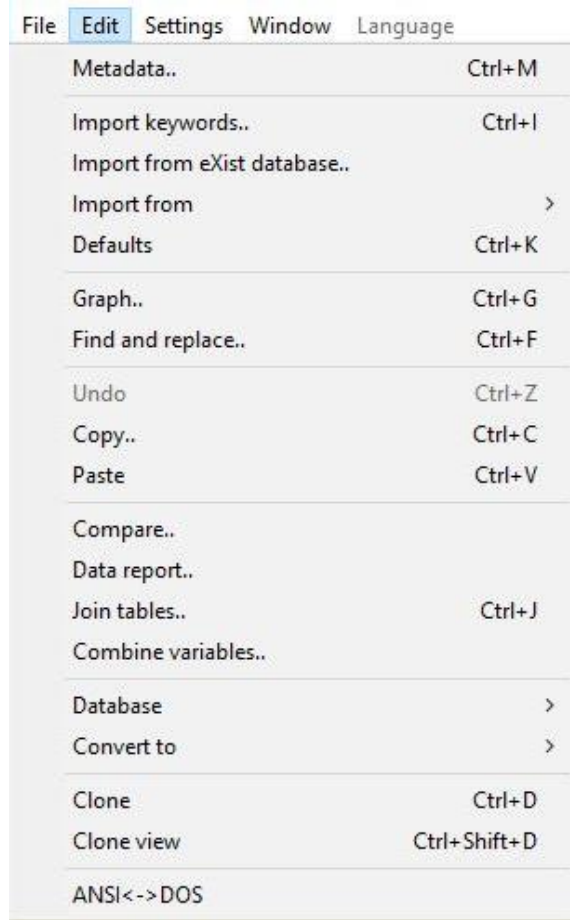 File Edit Settings Window Language
Metadata.. Ctrl+M
Import keywords.. Ctrl+I
Import from eXist database..
Import from >
Defaults Ctrl+K
Graph.. Ctrl+G
Find and replace.. Ctrl+F
Undo Ctrl+Z
Copy.. Ctrl+C
Paste Ctrl+V
Compare..
Data report..
Join tables.. Ctrl+J
Combine variables..
Database >
Convert to >
Clone Ctrl+D
Clone view Ctrl+Shift+D
ANSI<->DOS